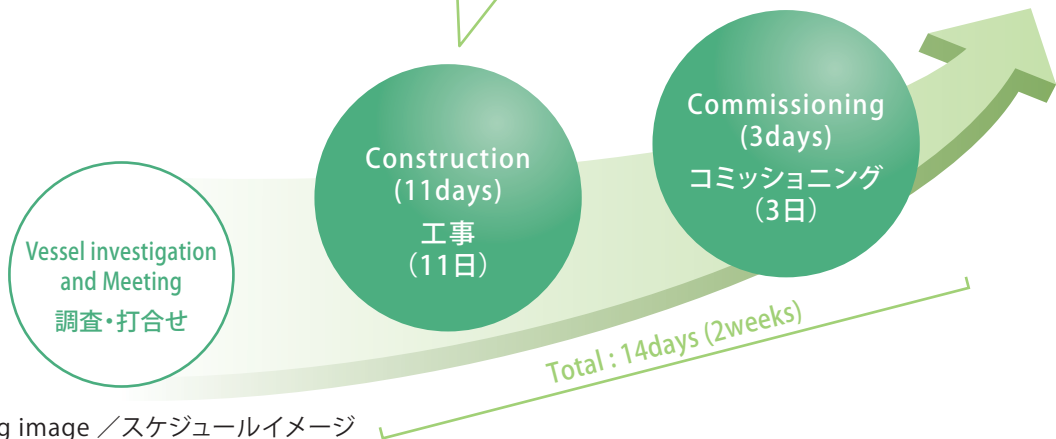 Vessel investigation
and Meeting
調査・打合せ
Construction
(11days)
工事
(11日)
Commissioning
(3days)
コミッショニング
(3日)
Total : 14days (2weeks)
image ／スケジュールイメージ